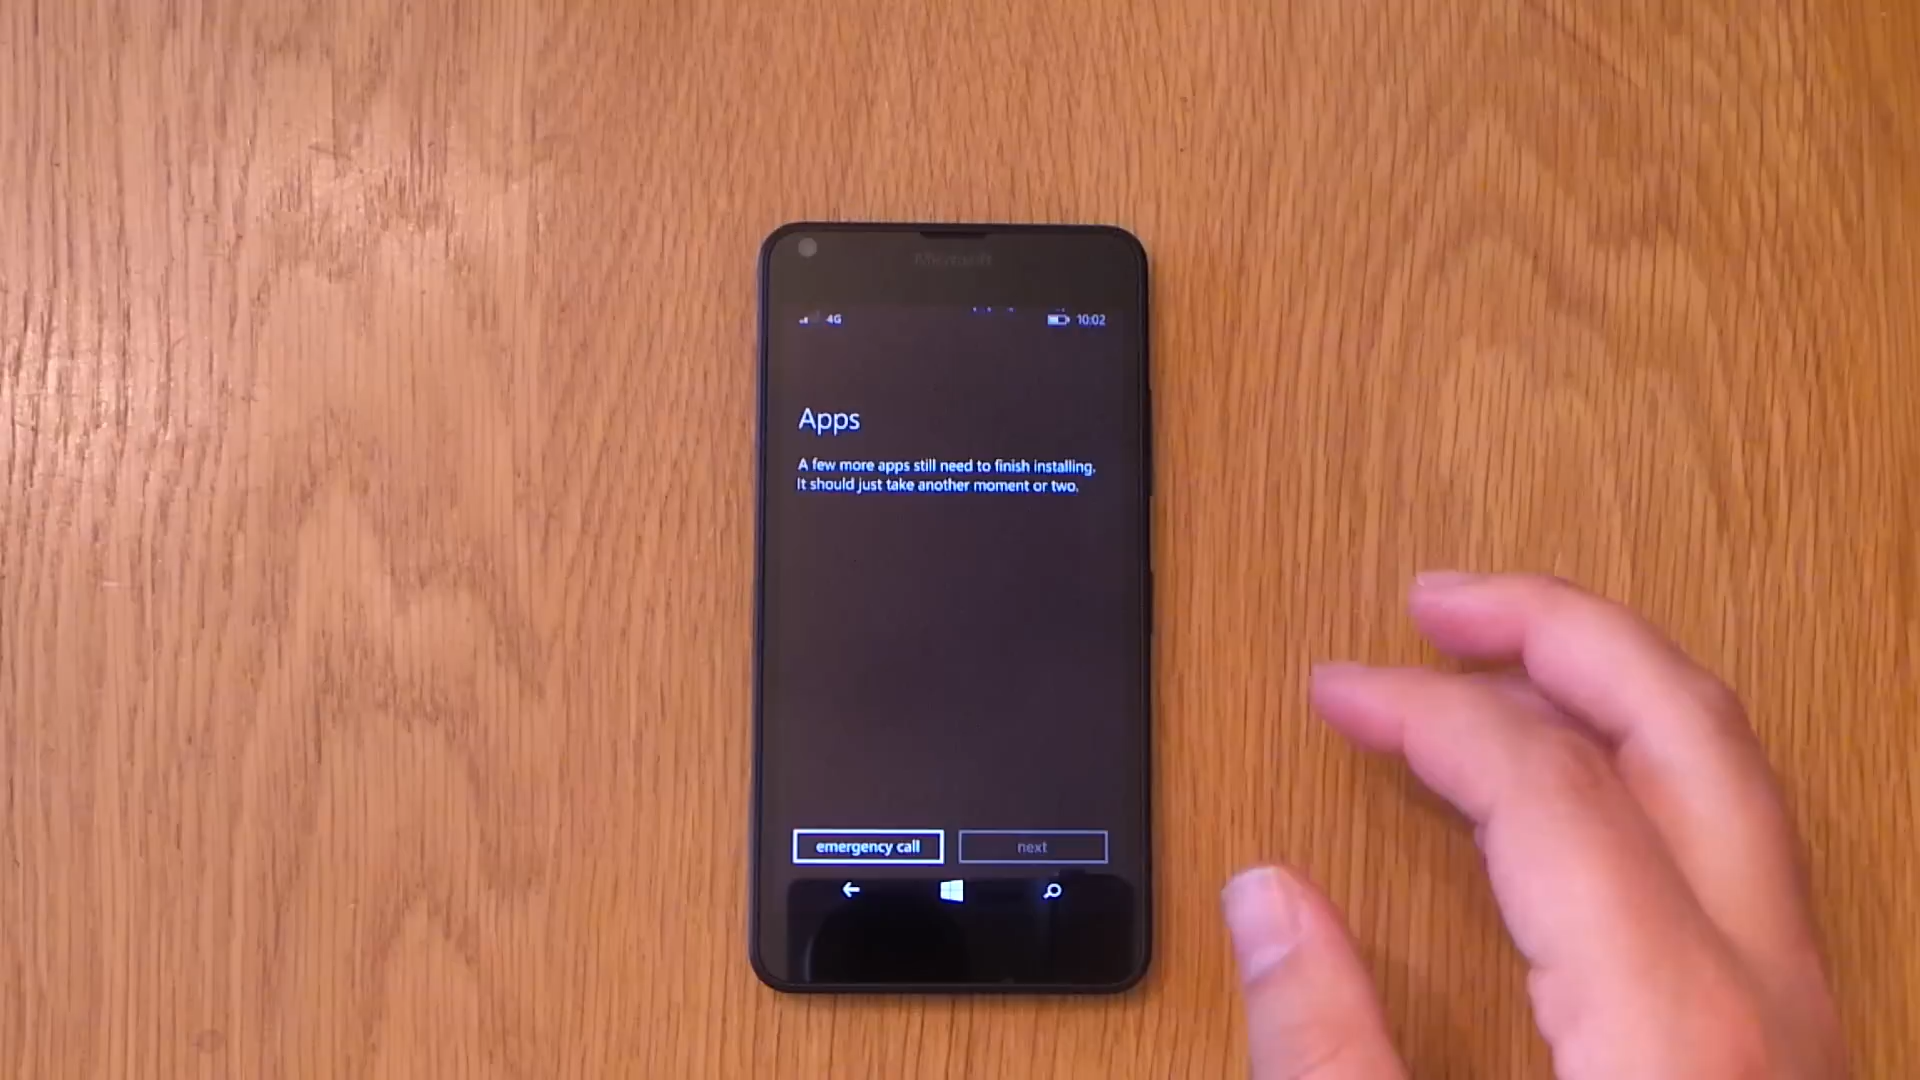 Microsoft
4G 10:02
Apps
A few more apps still need to finish installing.
It should just take another moment or two.
emergency call next